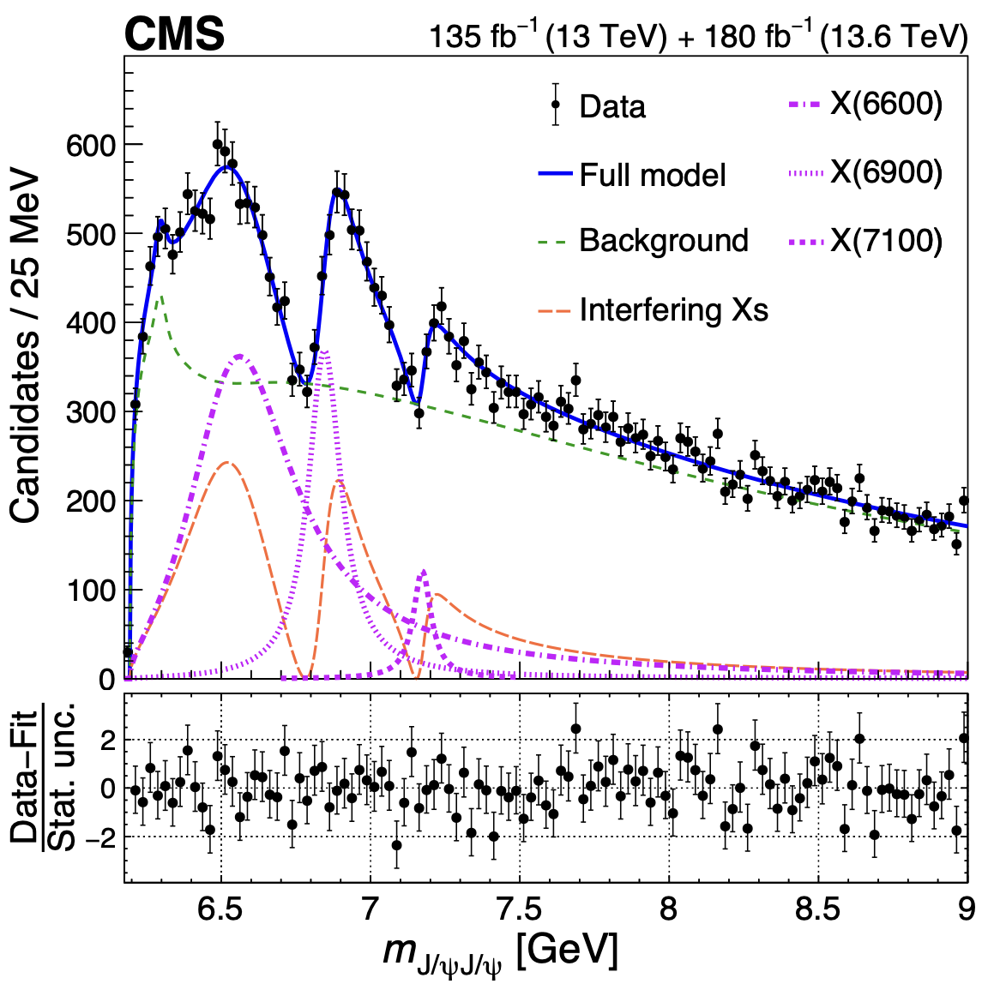 CMS 135 fb⁻¹ (13 TeV) + 180 fb⁻¹ (13.6 TeV)
Candidates / 25 MeV
600
500
400
300
200
100
0
Data
Full model
Background
Interfering Xs
X(6600)
X(6900)
X(7100)
Data−Fit
Stat. unc.
2
0
−2
6.5 7 7.5 8 8.5 9
m J/ψJ/ψ [GeV]